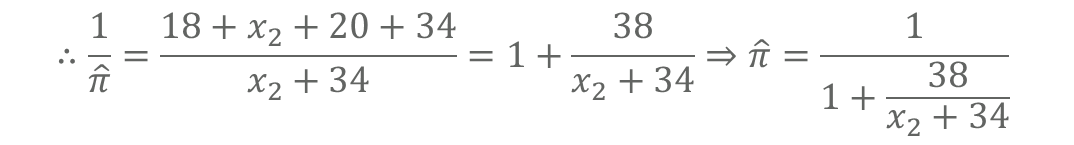 ∴ 1/π̂ = (18 + x₂ + 20 + 34)/(x₂ + 34) = 1 + 38/(x₂ + 34) ⇒ π̂ = 1/(1 + 38/(x₂ + 34))